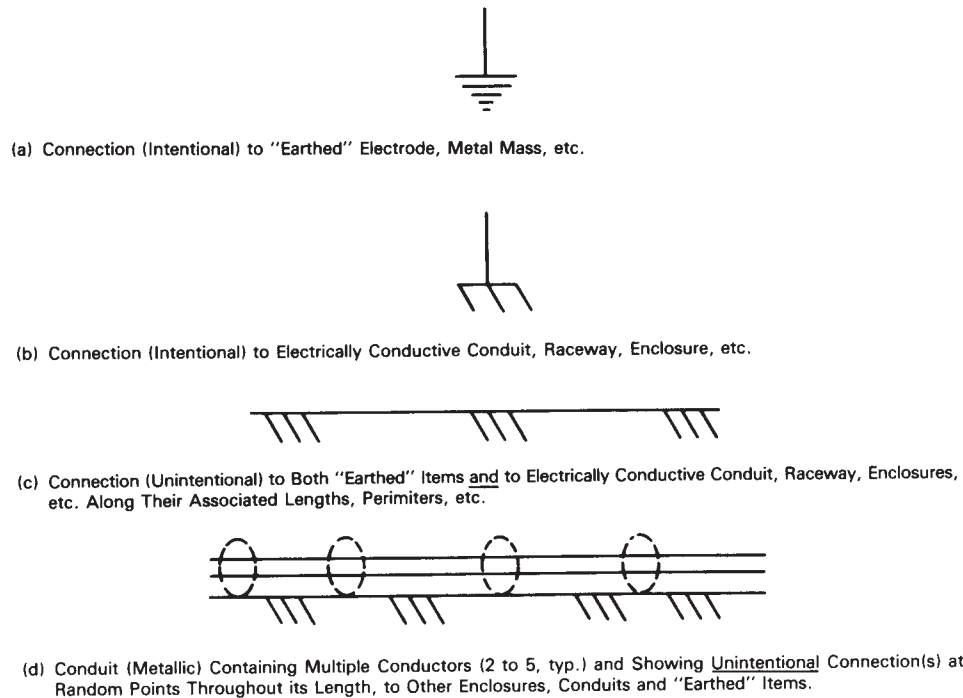 (a) Connection (Intentional) to "Earthed" Electrode, Metal Mass, etc.
(b) Connection (Intentional) to Electrically Conductive Conduit, Raceway, Enclosure, etc.
(c) Connection (Unintentional) to Both "Earthed" Items and to Electrically Conductive Conduit, Raceway, Enclosures,
etc. Along Their Associated Lengths, Perimiters, etc.
(d) Conduit (Metallic) Containing Multiple Conductors (2 to 5, typ.) and Showing Unintentional Connection(s) at
Random Points Throughout its Length, to Other Enclosures, Conduits and "Earthed" Items.